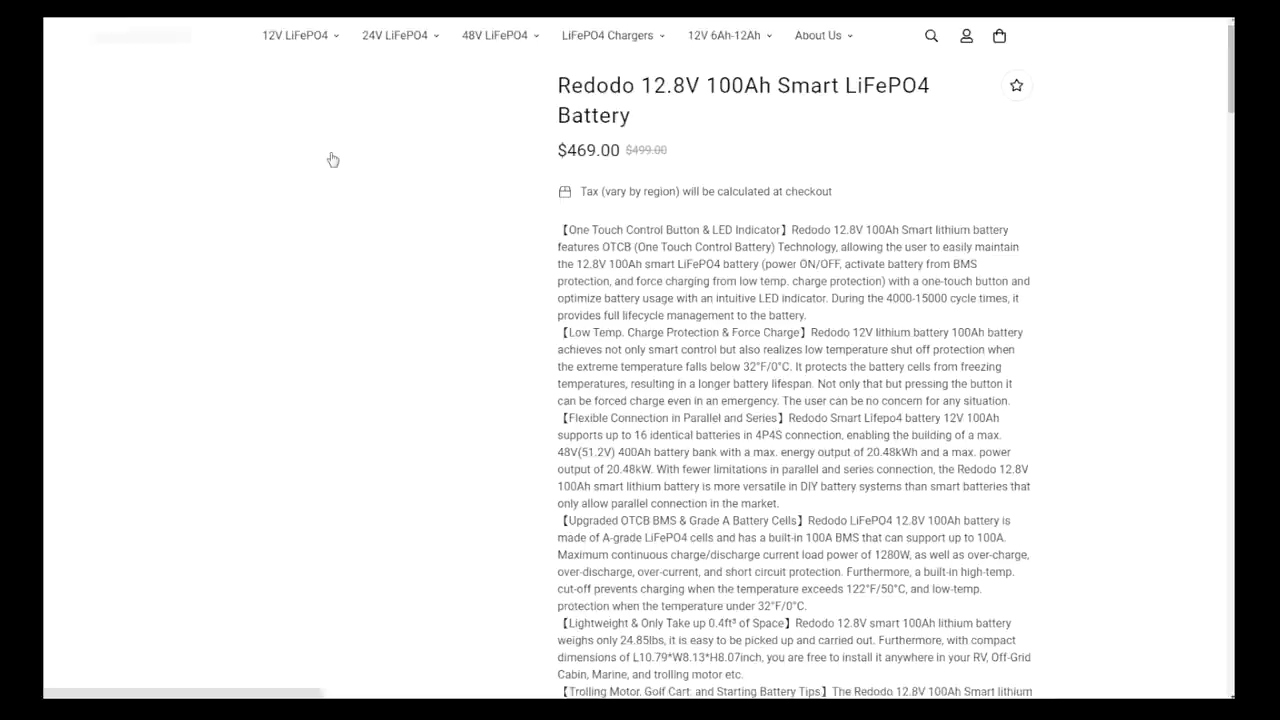 12V LiFePO4 24V LiFePO4 48V LiFePO4 LiFePO4 Chargers 12V 6Ah-12Ah About Us
Redodo 12.8V 100Ah Smart LiFePO4
Battery
$469.00 $499.00
Tax (vary by region) will be calculated at checkout
【One Touch Control Button & LED Indicator】Redodo 12.8V 100Ah Smart lithium battery
features OTCB (One Touch Control Battery) Technology, allowing the user to easily maintain
the 12.8V 100Ah smart LiFePO4 battery (power ON/OFF, activate battery from BMS
protection, and force charging from low temp. charge protection) with a one-touch button and
optimize battery usage with an intuitive LED indicator. During the 4000-15000 cycle times, it
provides full lifecycle management to the battery.
【Low Temp. Charge Protection & Force Charge】Redodo 12V lithium battery 100Ah battery
achieves not only smart control but also realizes low temperature shut off protection when
the extreme temperature falls below 32°F/0°C. It protects the battery cells from freezing
temperatures, resulting in a longer battery lifespan. Not only that but pressing the button it
can be forced charge even in an emergency. The user can be no concern for any situation.
【Flexible Connection in Parallel and Series】Redodo Smart Lifepo4 battery 12V 100Ah
supports up to 16 identical batteries in 4P4S connection, enabling the building of a max.
48V(51.2V) 400Ah battery bank with a max. energy output of 20.48kWh and a max. power
output of 20.48kW. With fewer limitations in parallel and series connection, the Redodo 12.8V
100Ah smart lithium battery is more versatile in DIY battery systems than smart batteries that
only allow parallel connection in the market.
【Upgraded OTCB BMS & Grade A Battery Cells】Redodo LiFePO4 12.8V 100Ah battery is
made of A-grade LiFePO4 cells and has a built-in 100A BMS that can support up to 100A.
Maximum continuous charge/discharge current load power of 1280W, as well as over-charge,
over-discharge, over-current, and short circuit protection. Furthermore, a built-in high-temp.
cut-off prevents charging when the temperature exceeds 122°F/50°C, and low-temp.
protection when the temperature under 32°F/0°C.
【Lightweight & Only Take up 0.4ft³ of Space】Redodo 12.8V smart 100Ah lithium battery
weighs only 24.85lbs, it is easy to be picked up and carried out. Furthermore, with compact
dimensions of L10.79*W8.13*H8.07inch, you are free to install it anywhere in your RV, Off-Grid
Cabin, Marine, and trolling motor etc.
【Trolling Motor, Golf Cart, and Starting Battery Tips】The Redodo 12.8V 100Ah Smart lithium